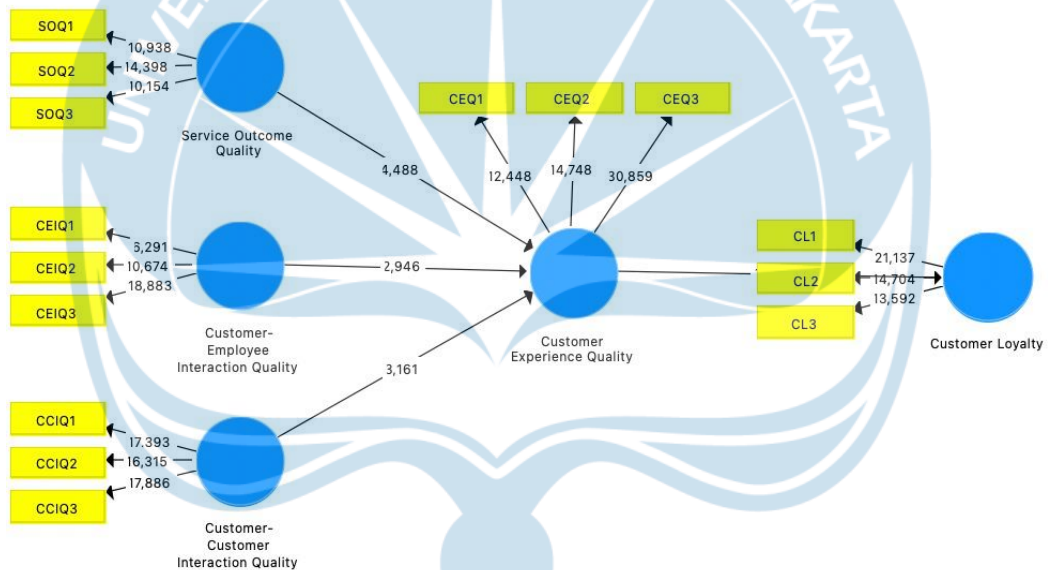 SOQ1
SOQ2
SOQ3
10,938
14,398
10,154
Service Outcome
Quality
4,488
CEQ1
CEQ2
CEQ3
12,448
14,748
30,859
CEIQ1
CEIQ2
CEIQ3
10,674
18,883
Customer-
Employee
Interaction Quality
2,946
Customer
Experience Quality
CL1
CL2
CL3
21,137
14,704
13,592
Customer Loyalty
3,161
CCIQ1
CCIQ2
CCIQ3
17,393
16,315
17,886
Customer-
Customer
Interaction Quality